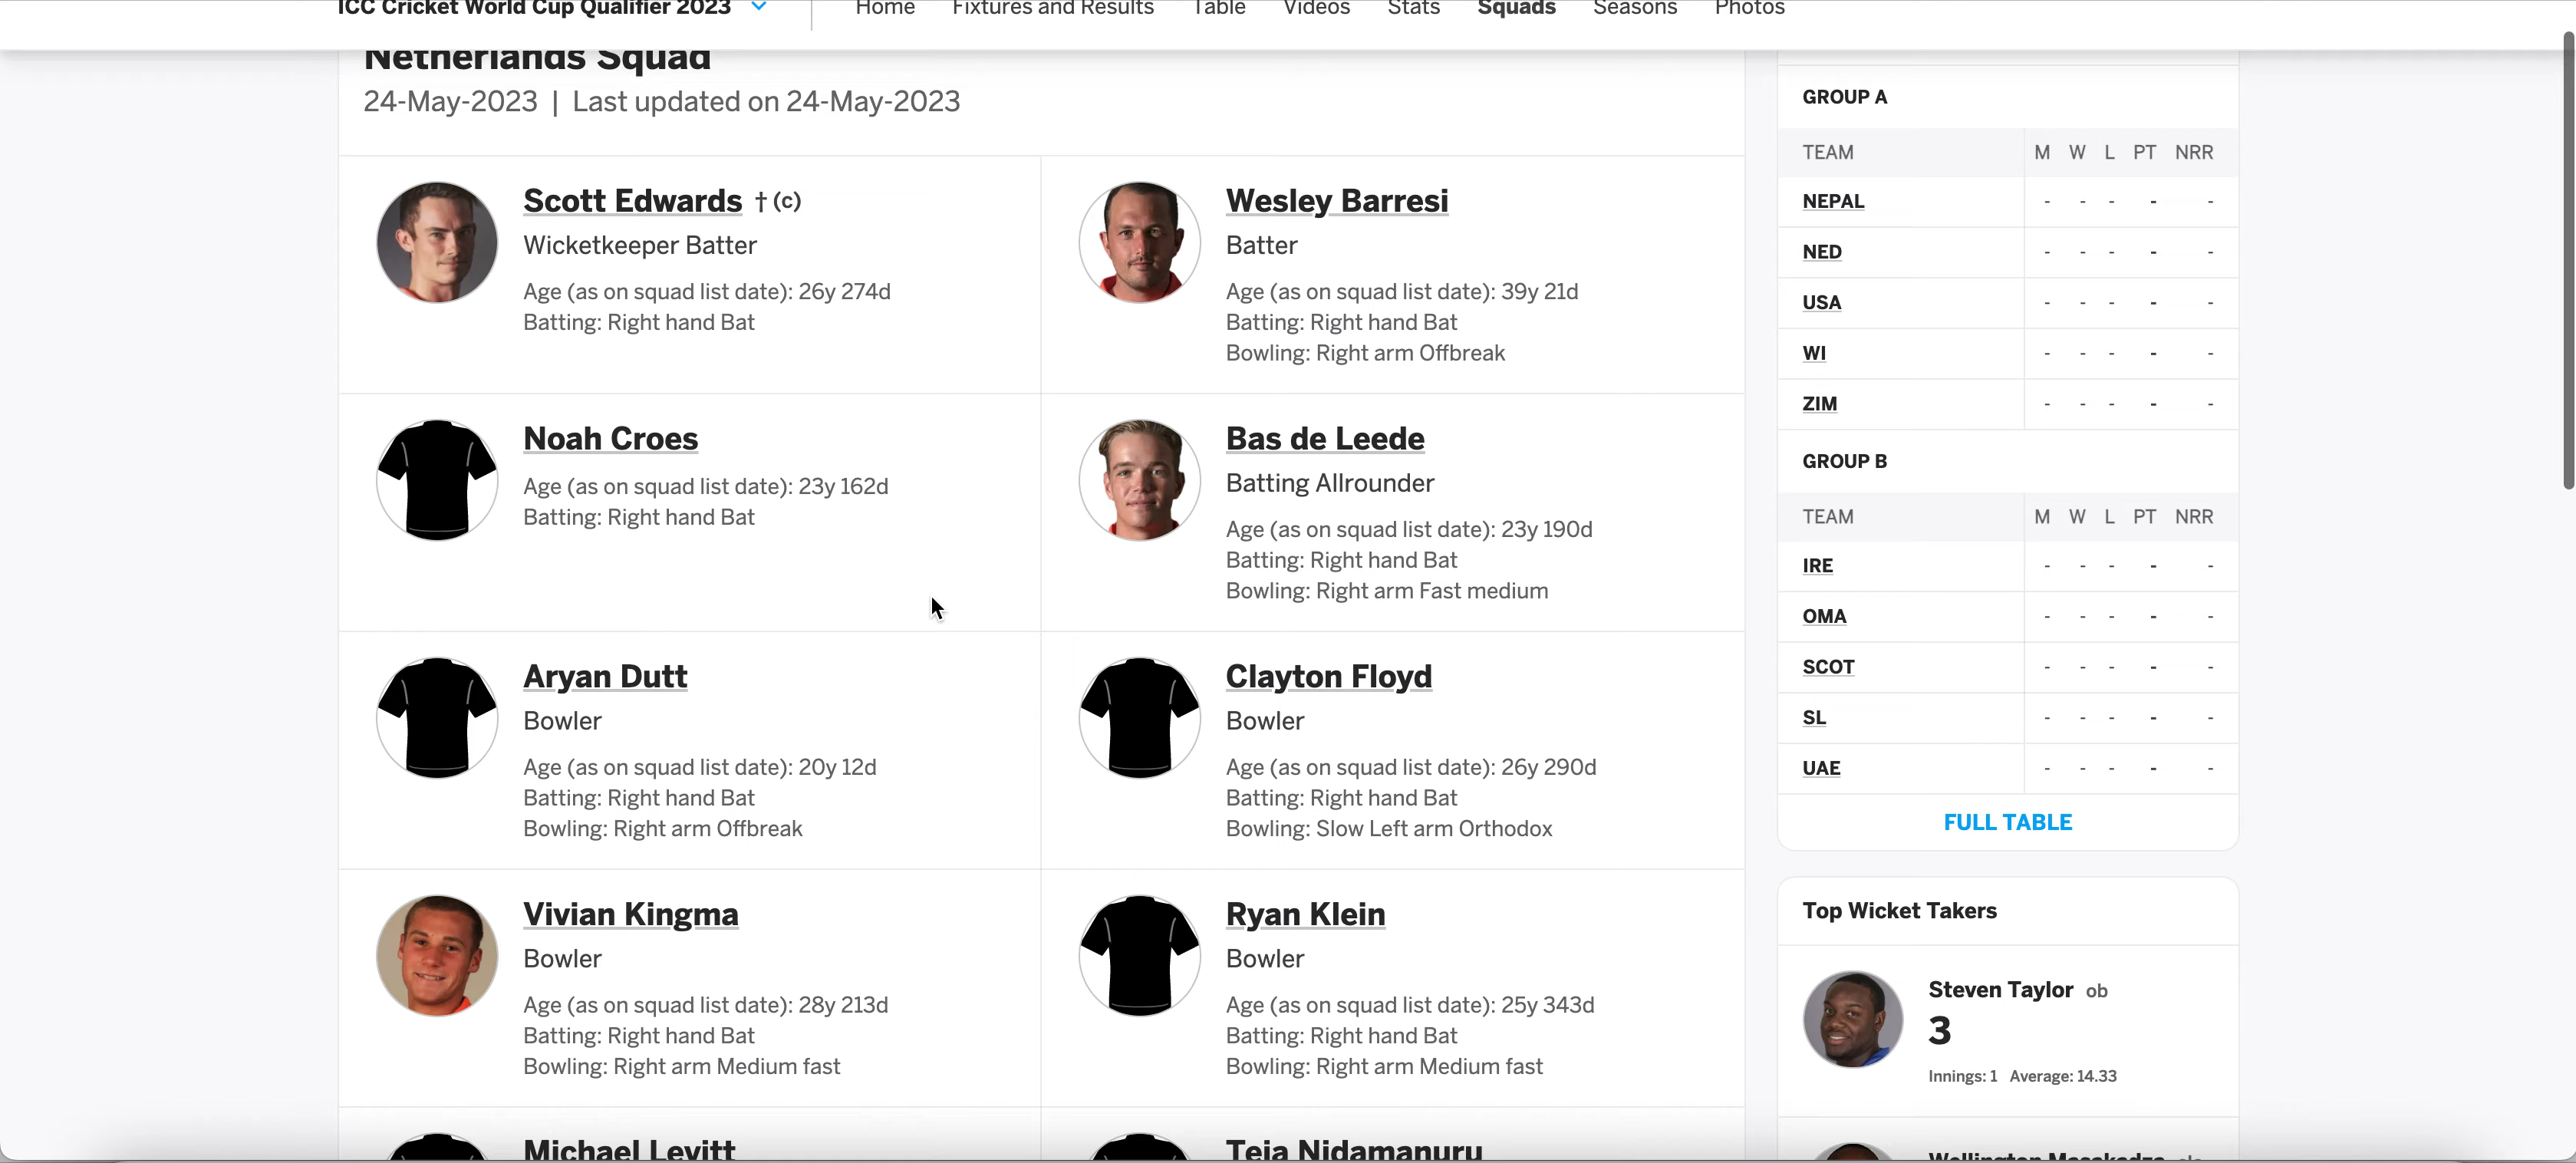 ICC Cricket World Cup Qualifier 2023
Home Fixtures and Results Table Videos Stats Squads Seasons Photos
Netherlands Squad
24-May-2023 | Last updated on 24-May-2023
Scott Edwards † (c)
Wicketkeeper Batter
Age (as on squad list date): 26y 274d
Batting: Right hand Bat
Wesley Barresi
Batter
Age (as on squad list date): 39y 21d
Batting: Right hand Bat
Bowling: Right arm Offbreak
Noah Croes
Age (as on squad list date): 23y 162d
Batting: Right hand Bat
Bas de Leede
Batting Allrounder
Age (as on squad list date): 23y 190d
Batting: Right hand Bat
Bowling: Right arm Fast medium
Aryan Dutt
Bowler
Age (as on squad list date): 20y 12d
Batting: Right hand Bat
Bowling: Right arm Offbreak
Clayton Floyd
Bowler
Age (as on squad list date): 26y 290d
Batting: Right hand Bat
Bowling: Slow Left arm Orthodox
Vivian Kingma
Bowler
Age (as on squad list date): 28y 213d
Batting: Right hand Bat
Bowling: Right arm Medium fast
Ryan Klein
Bowler
Age (as on squad list date): 25y 343d
Batting: Right hand Bat
Bowling: Right arm Medium fast
Michael Levitt
Teja Nidamanuru
GROUP A
TEAM M W L PT NRR
NEPAL - - - - -
NED - - - - -
USA - - - - -
WI - - - - -
ZIM - - - - -
GROUP B
TEAM M W L PT NRR
IRE - - - - -
OMA - - - - -
SCOT - - - - -
SL - - - - -
UAE - - - - -
FULL TABLE
Top Wicket Takers
Steven Taylor ob
3
Innings: 1 Average: 14.33
Wellington Masakadza